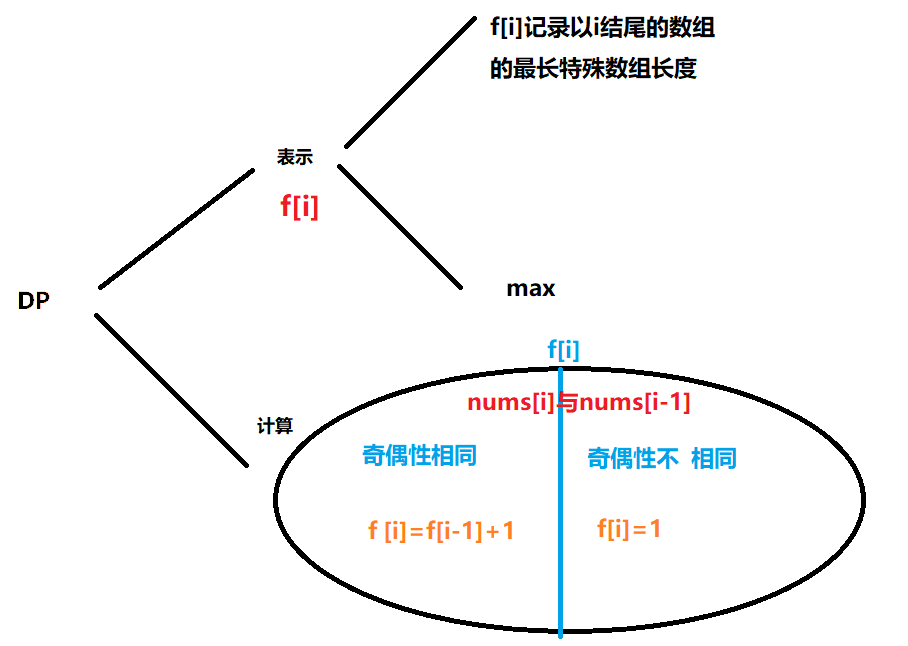 f[i]记录以i结尾的数组
的最长特殊数组长度
表示
f[i]
DP
max
f[i]
nums[i]与nums[i-1]
计算
奇偶性相同
奇偶性不 相同
f [i]=f[i-1]+1
f[i]=1